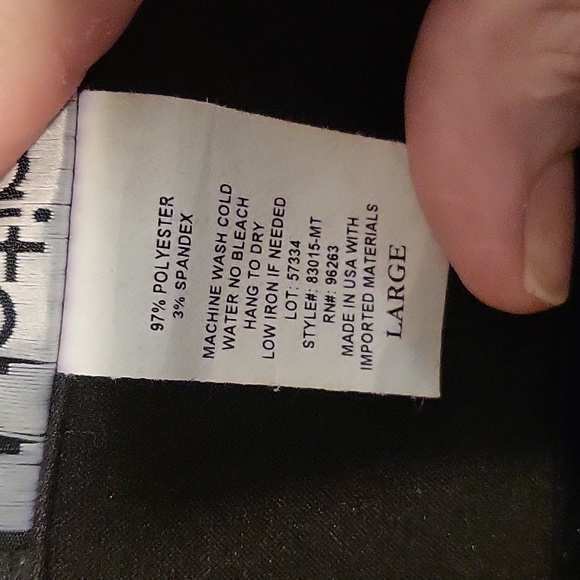 97% POLYESTER
3% SPANDEX
MACHINE WASH COLD
WATER NO BLEACH
HANG TO DRY
LOW IRON IF NEEDED
LOT: 57334
STYLE#: 83015-MT
RN#: 96263
MADE IN USA WITH
IMPORTED MATERIALS
LARGE